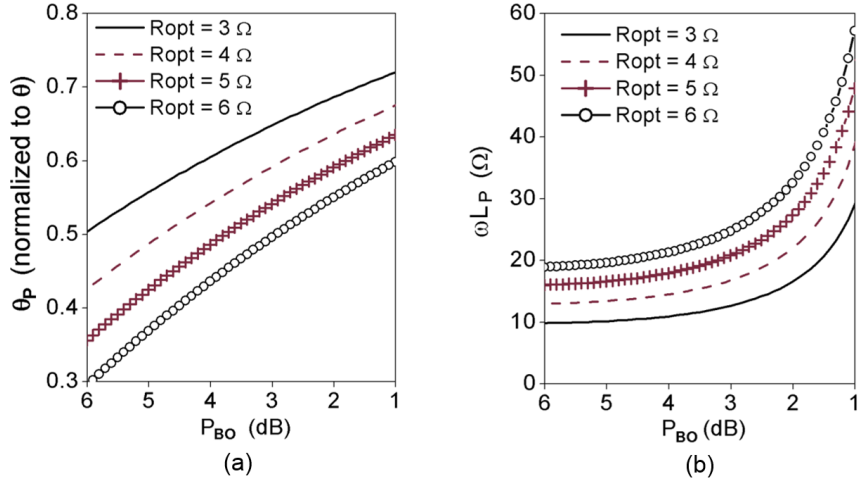 0.8
0.7
0.6
0.5
0.4
0.3
θP (normalized to θ)
Ropt = 3 Ω
Ropt = 4 Ω
Ropt = 5 Ω
Ropt = 6 Ω
6 5 4 3 2 1
PBO (dB)
(a)
60
50
40
30
20
10
0
ωLP (Ω)
Ropt = 3 Ω
Ropt = 4 Ω
Ropt = 5 Ω
Ropt = 6 Ω
6 5 4 3 2 1
PBO (dB)
(b)